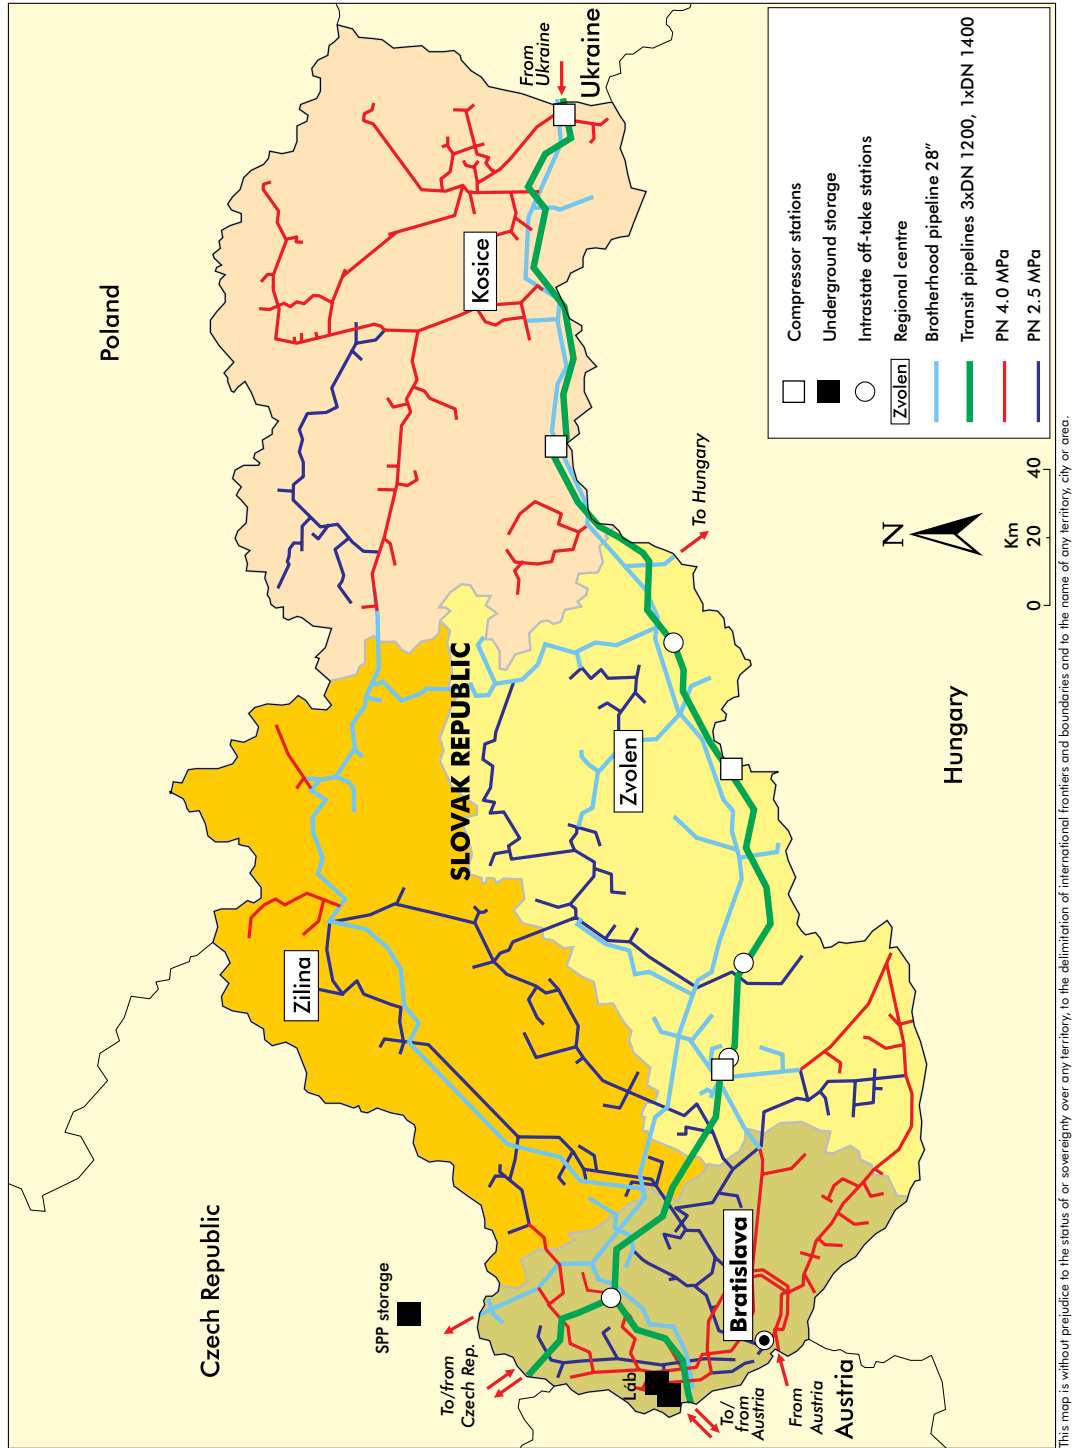 Poland
Czech Republic
SPP storage
To/from
Czech Rep.
Zilina
SLOVAK REPUBLIC
Kosice
From
Ukraine
Ukraine
Zvolen
To Hungary
Hungary
Bratislava
Láb
To/
from
Austria
From
Austria
Austria
N
Km
0 20 40
Compressor stations
Underground storage
Intrastate off-take stations
Zvolen Regional centre
Brotherhood pipeline 28″
Transit pipelines 3xDN 1200, 1xDN 1400
PN 4.0 MPa
PN 2.5 MPa
This map is without prejudice to the status of or sovereignty over any territory, to the delimitation of international frontiers and boundaries and to the name of any territory, city or area.